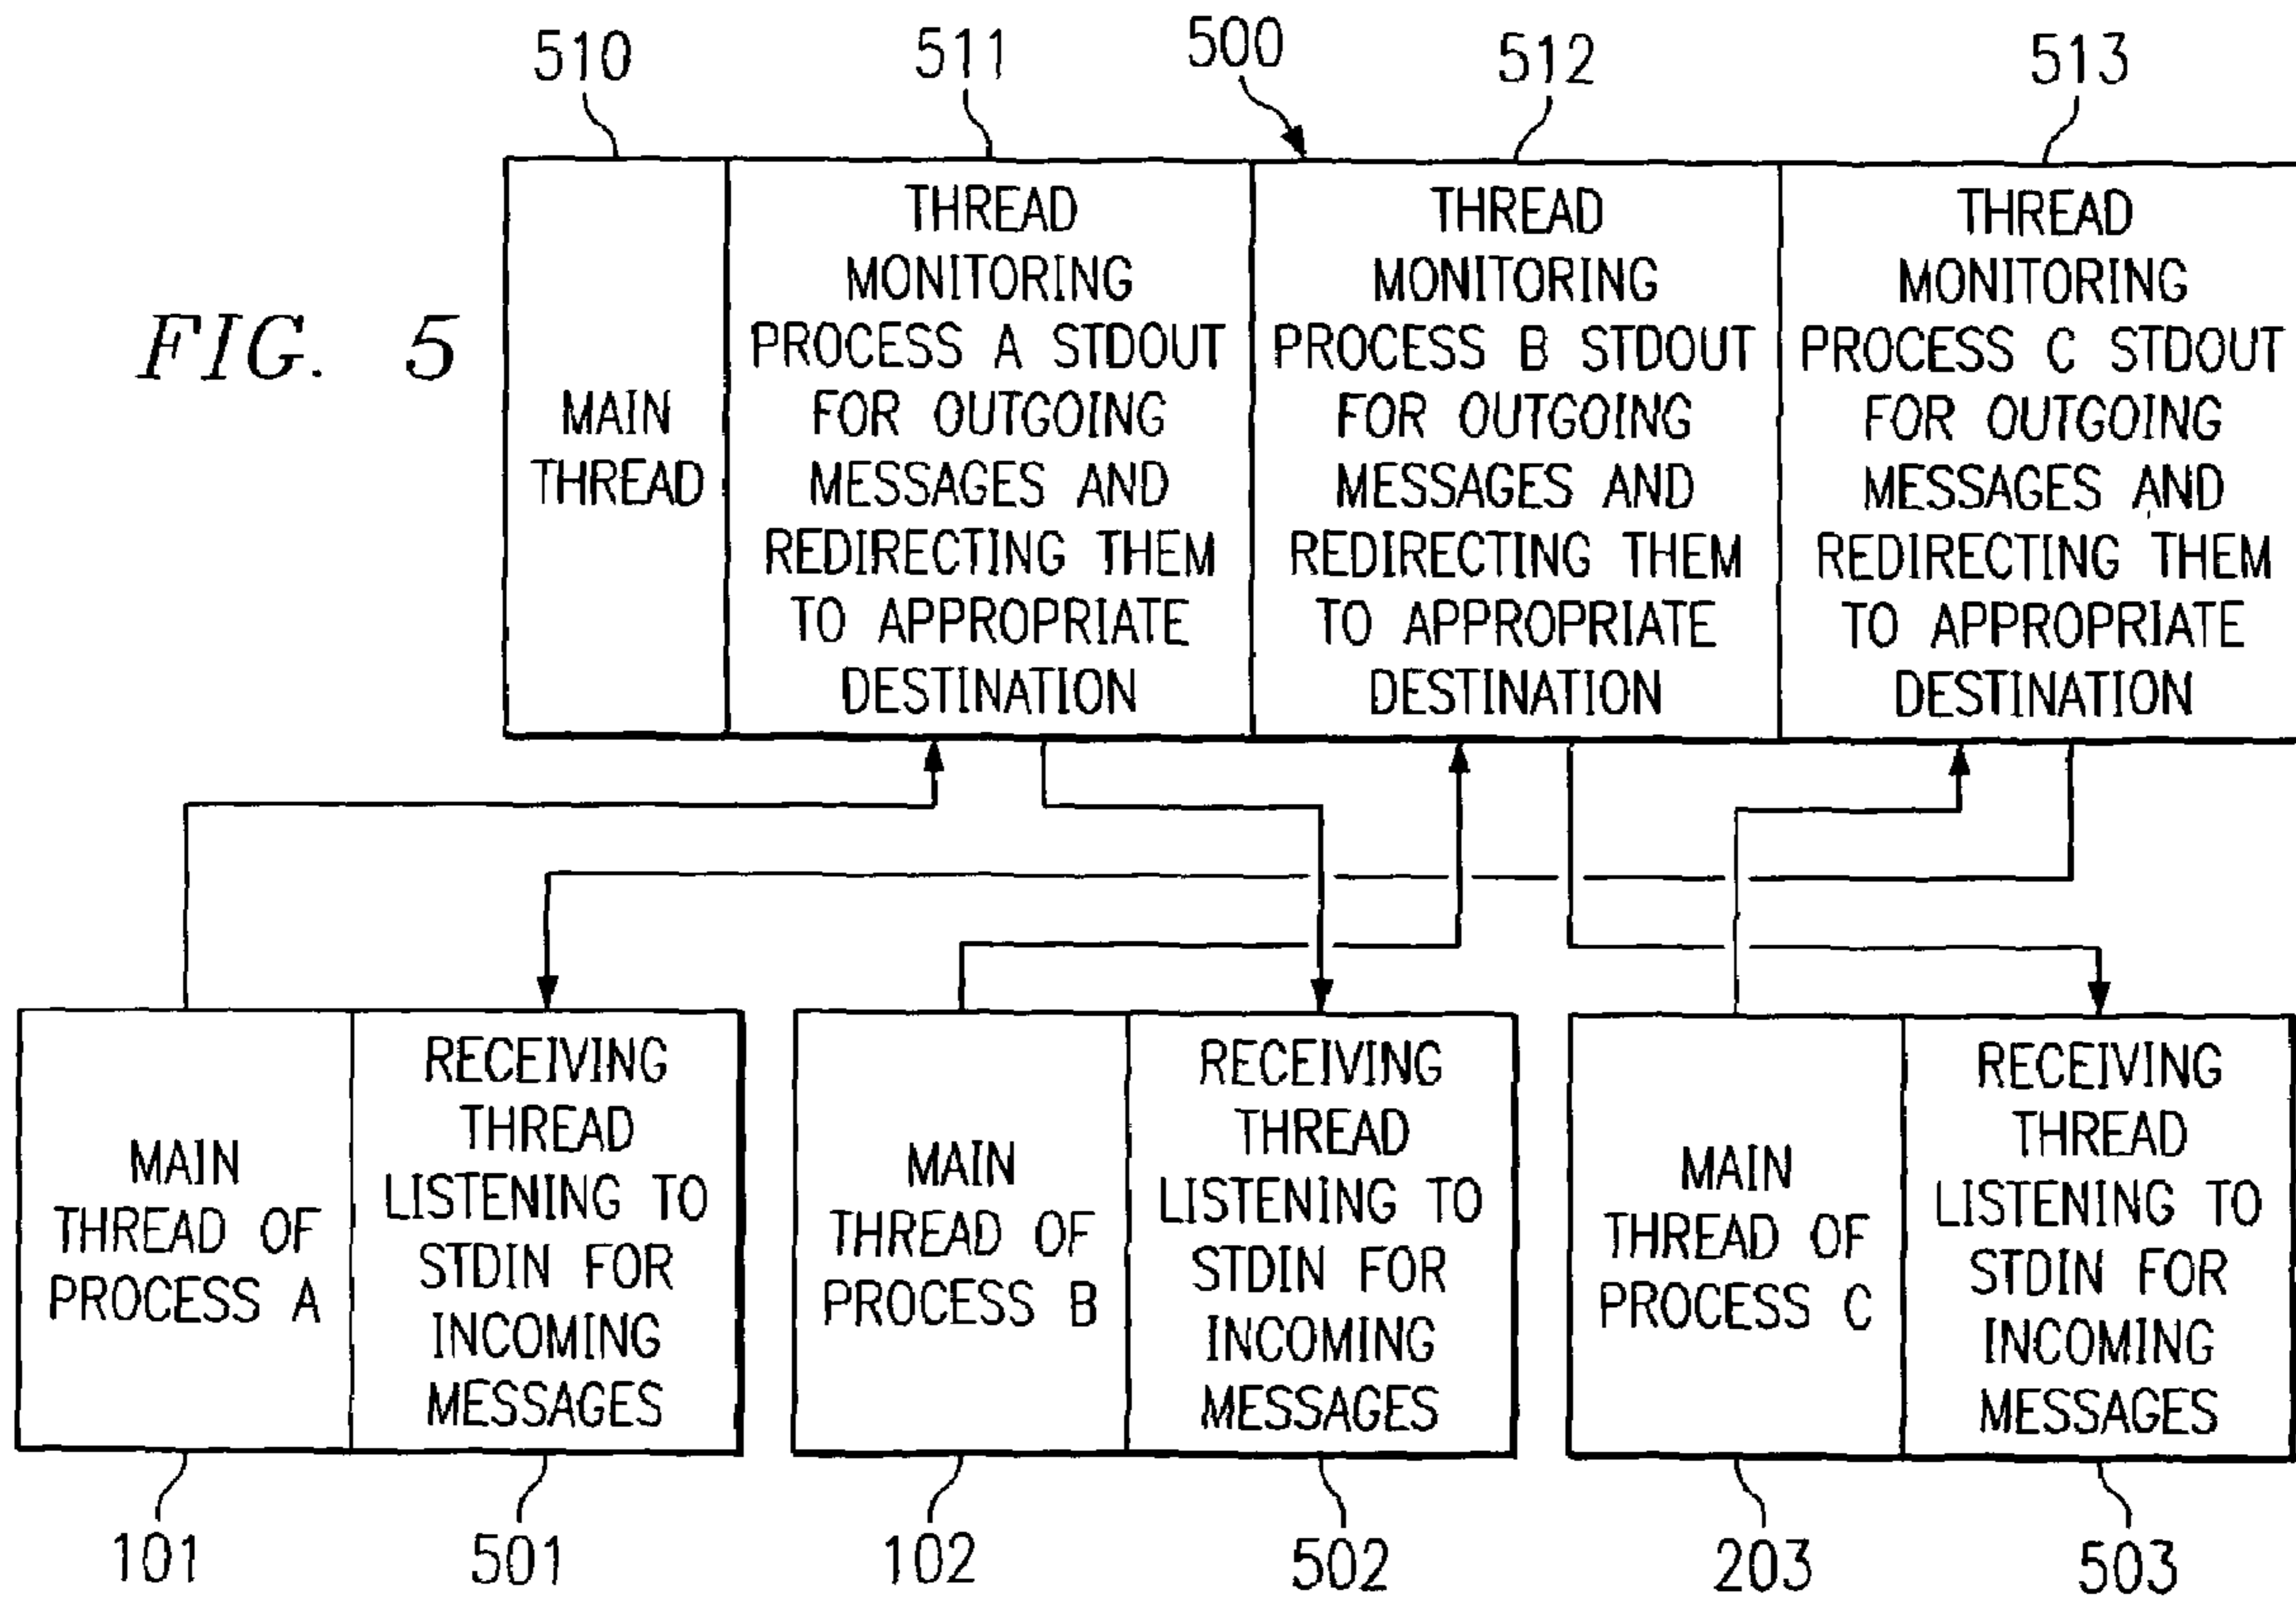 510
511
500
512
513
FIG. 5
MAIN
THREAD
THREAD
MONITORING
PROCESS A STDOUT
FOR OUTGOING
MESSAGES AND
REDIRECTING THEM
TO APPROPRIATE
DESTINATION
THREAD
MONITORING
PROCESS B STDOUT
FOR OUTGOING
MESSAGES AND
REDIRECTING THEM
TO APPROPRIATE
DESTINATION
THREAD
MONITORING
PROCESS C STDOUT
FOR OUTGOING
MESSAGES AND
REDIRECTING THEM
TO APPROPRIATE
DESTINATION
MAIN
THREAD OF
PROCESS A
RECEIVING
THREAD
LISTENING TO
STDIN FOR
INCOMING
MESSAGES
MAIN
THREAD OF
PROCESS B
RECEIVING
THREAD
LISTENING TO
STDIN FOR
INCOMING
MESSAGES
MAIN
THREAD OF
PROCESS C
RECEIVING
THREAD
LISTENING TO
STDIN FOR
INCOMING
MESSAGES
101
501
102
502
203
503